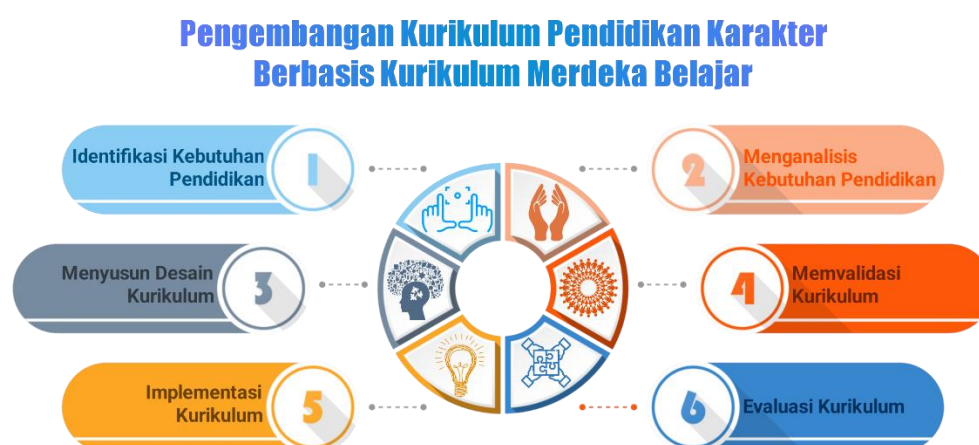 Pengembangan Kurikulum Pendidikan Karakter
Berbasis Kurikulum Merdeka Belajar
Identifikasi Kebutuhan
Pendidikan
1
2
Menganalisis
Kebutuhan Pendidikan
Menyusun Desain
Kurikulum
3
4
Memvalidasi
Kurikulum
Implementasi
Kurikulum
5
6
Evaluasi Kurikulum